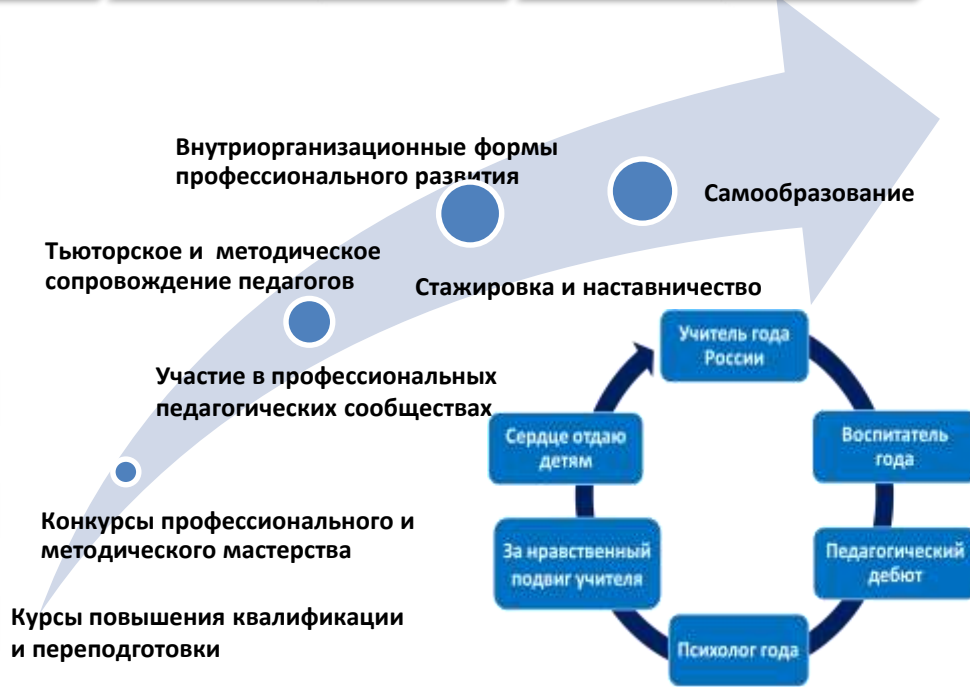 Внутриорганизационные формы
профессионального развития
Самообразование
Тьюторское и методическое
сопровождение педагогов
Стажировка и наставничество
Участие в профессиональных
педагогических сообществах
Конкурсы профессионального и
методического мастерства
Курсы повышения квалификации
и переподготовки
Учитель года
России
Воспитатель
года
Педагогический
дебют
Психолог года
За нравственный
подвиг учителя
Сердце отдаю
детям